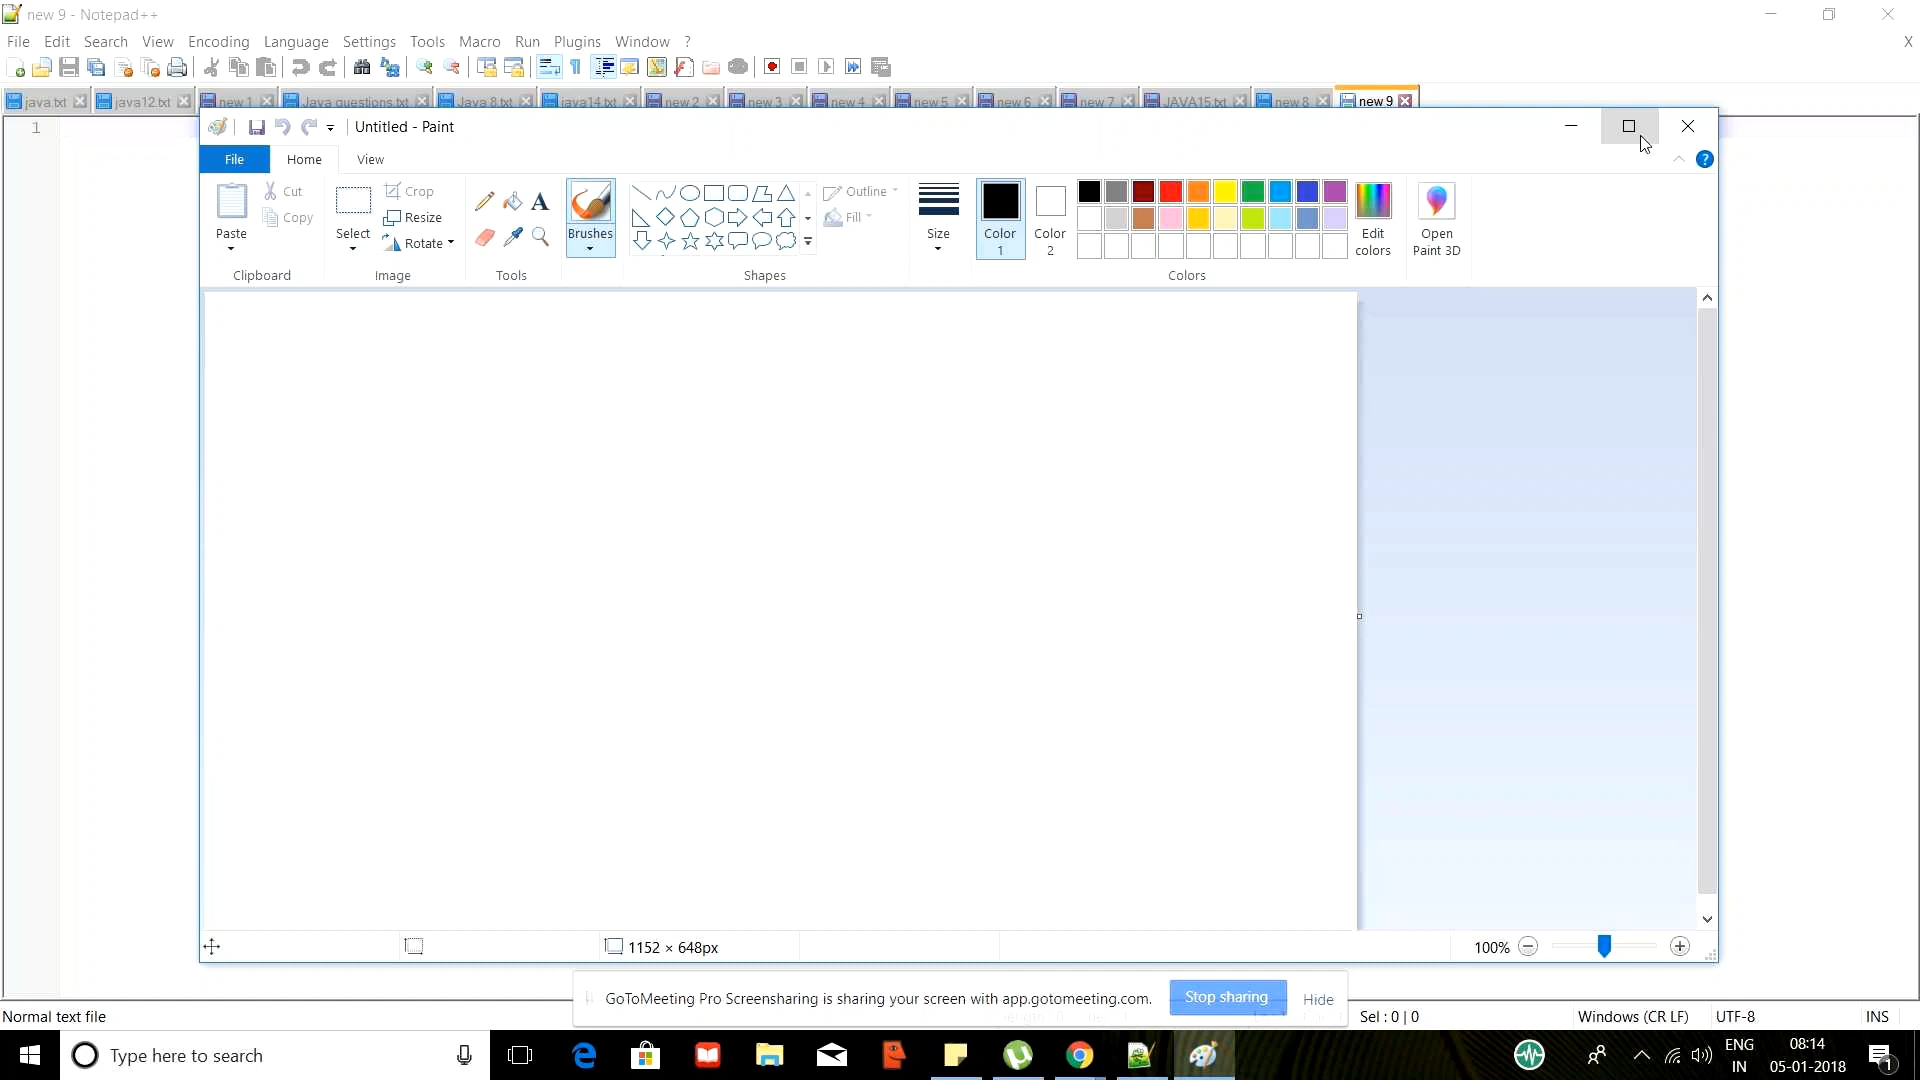 new 9 - Notepad++
File Edit Search View Encoding Language Settings Tools Macro Run Plugins Window ?
X
java.txt java12.txt new 1 Java questions.txt Java 8.txt java14.txt new 2 new 3 new 4 new 5 new 6 new 7 JAVA15.txt new 8 new 9
1
Untitled - Paint
File Home View
Paste
Cut
Copy
Clipboard
Select
Crop
Resize
Rotate
Image
Tools
Brushes
Shapes
Outline
Fill
Size
Color
1
Color
2
Colors
Edit
colors
Open
Paint 3D
1152 × 648px
100%
GoToMeeting Pro Screensharing is sharing your screen with app.gotomeeting.com.
Stop sharing
Hide
Normal text file
Sel : 0 | 0
Windows (CR LF)
UTF-8
INS
Type here to search
ENG
IN
08:14
05-01-2018
1